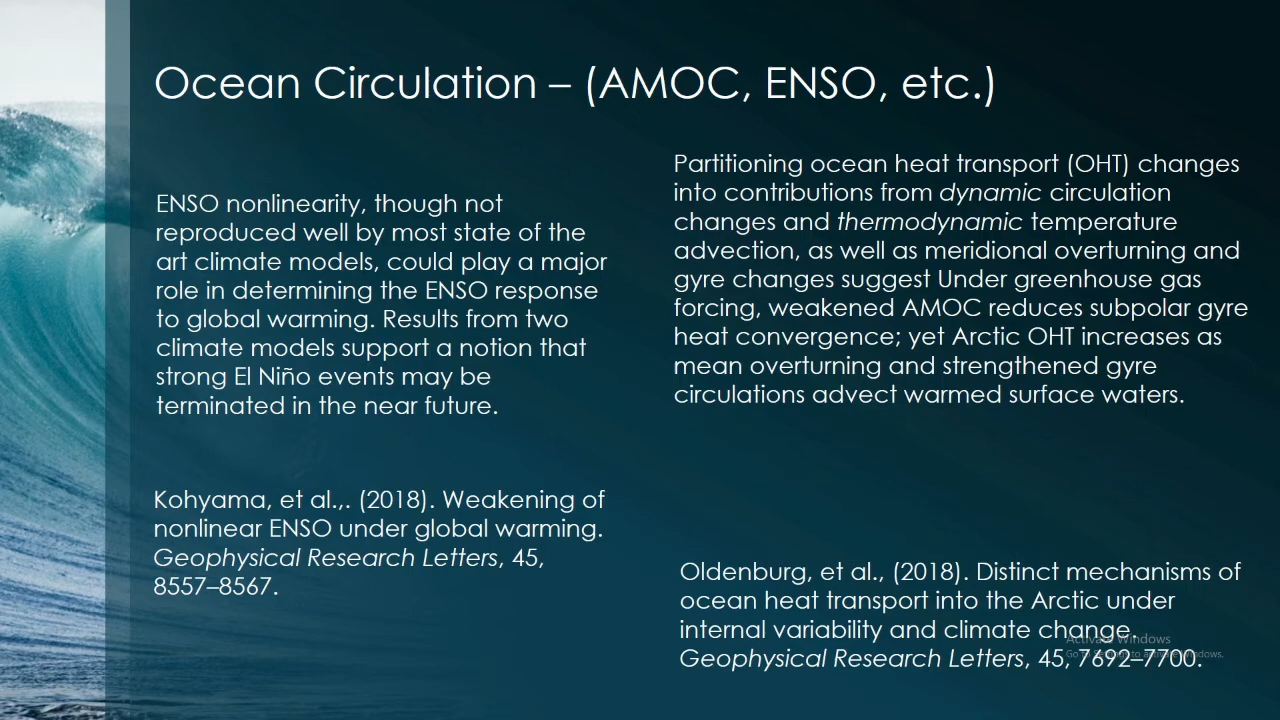 Ocean Circulation – (AMOC, ENSO, etc.)
ENSO nonlinearity, though not
reproduced well by most state of the
art climate models, could play a major
role in determining the ENSO response
to global warming. Results from two
climate models support a notion that
strong El Niño events may be
terminated in the near future.
Kohyama, et al.,. (2018). Weakening of
nonlinear ENSO under global warming.
Geophysical Research Letters, 45,
8557–8567.
Partitioning ocean heat transport (OHT) changes
into contributions from dynamic circulation
changes and thermodynamic temperature
advection, as well as meridional overturning and
gyre changes suggest Under greenhouse gas
forcing, weakened AMOC reduces subpolar gyre
heat convergence; yet Arctic OHT increases as
mean overturning and strengthened gyre
circulations advect warmed surface waters.
Oldenburg, et al., (2018). Distinct mechanisms of
ocean heat transport into the Arctic under
internal variability and climate change.
Geophysical Research Letters, 45, 7692–7700.
Activate Windows
Go to Settings to activate Windows.